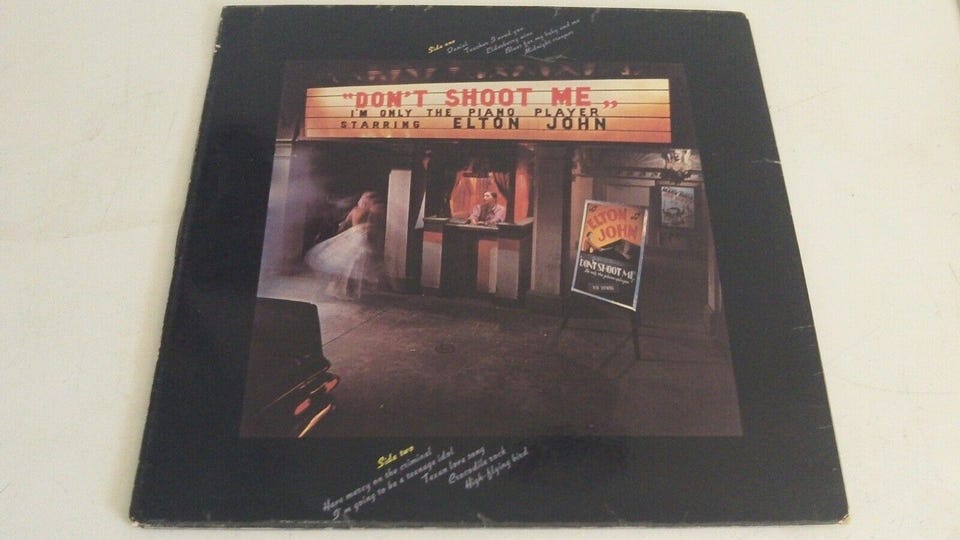 Side one
Daniel
Teacher I need you
Elderberry wine
Blues for my baby and me
Midnight creeper
"DON'T SHOOT ME"
I'M ONLY THE PIANO PLAYER
STARRING ELTON JOHN
ELTON
JOHN
DON'T SHOOT ME
Side two
Have mercy on the criminal
I'm going to be a teenage idol
Texan love song
Crocodile rock
High-flying bird